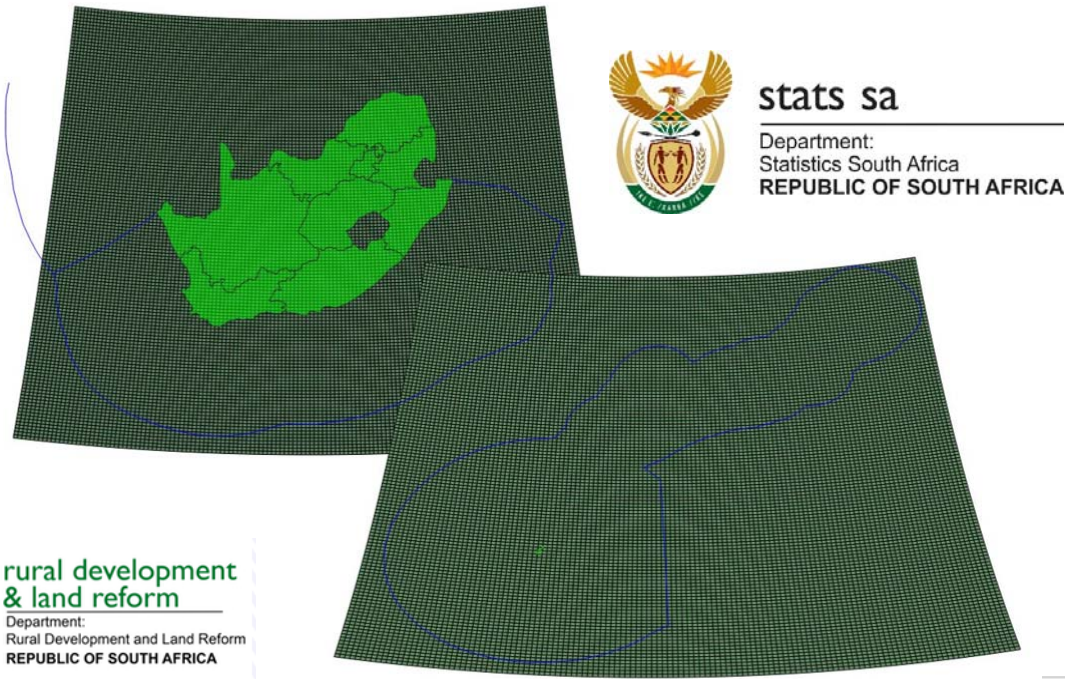 stats sa
Department:
Statistics South Africa
REPUBLIC OF SOUTH AFRICA
rural development
& land reform
Department:
Rural Development and Land Reform
REPUBLIC OF SOUTH AFRICA